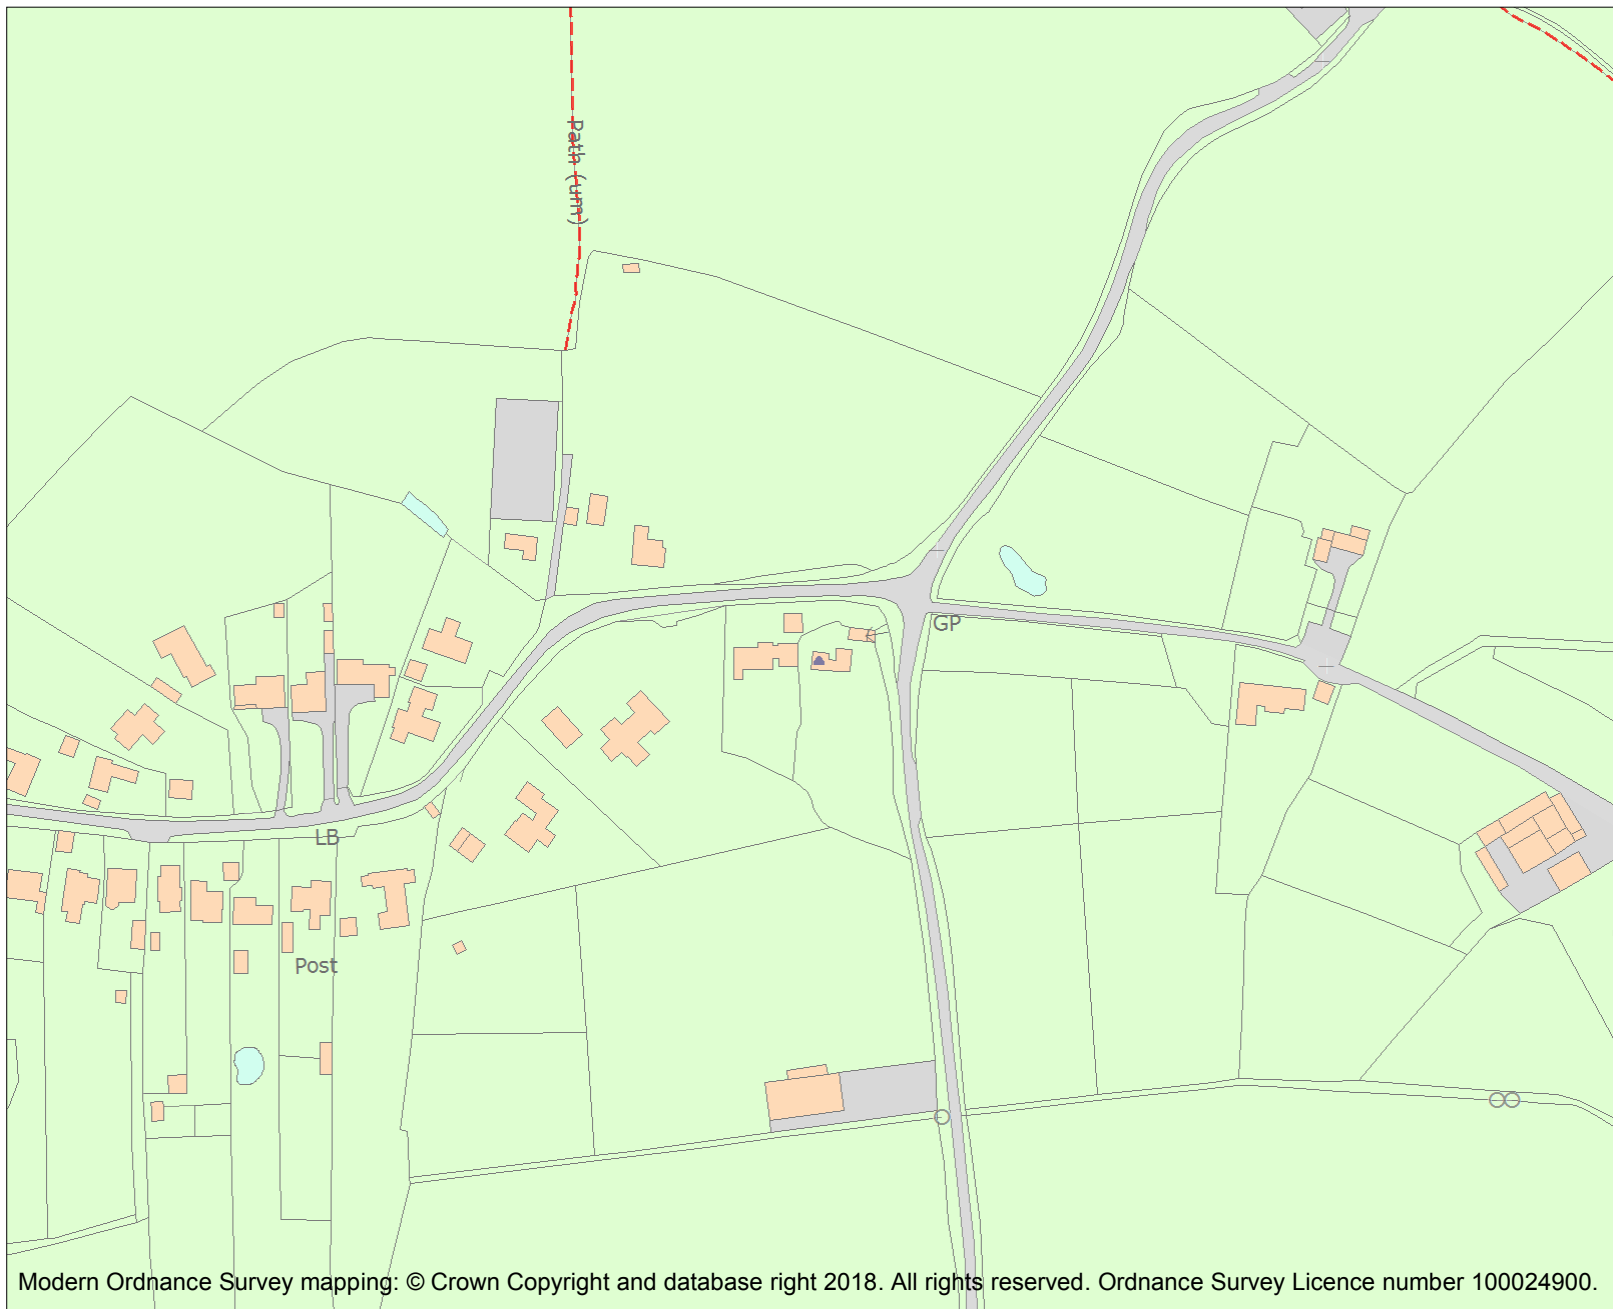 Path (um)
GP
LB
Post
Modern Ordnance Survey mapping: © Crown Copyright and database right 2018. All rights reserved. Ordnance Survey Licence number 100024900.